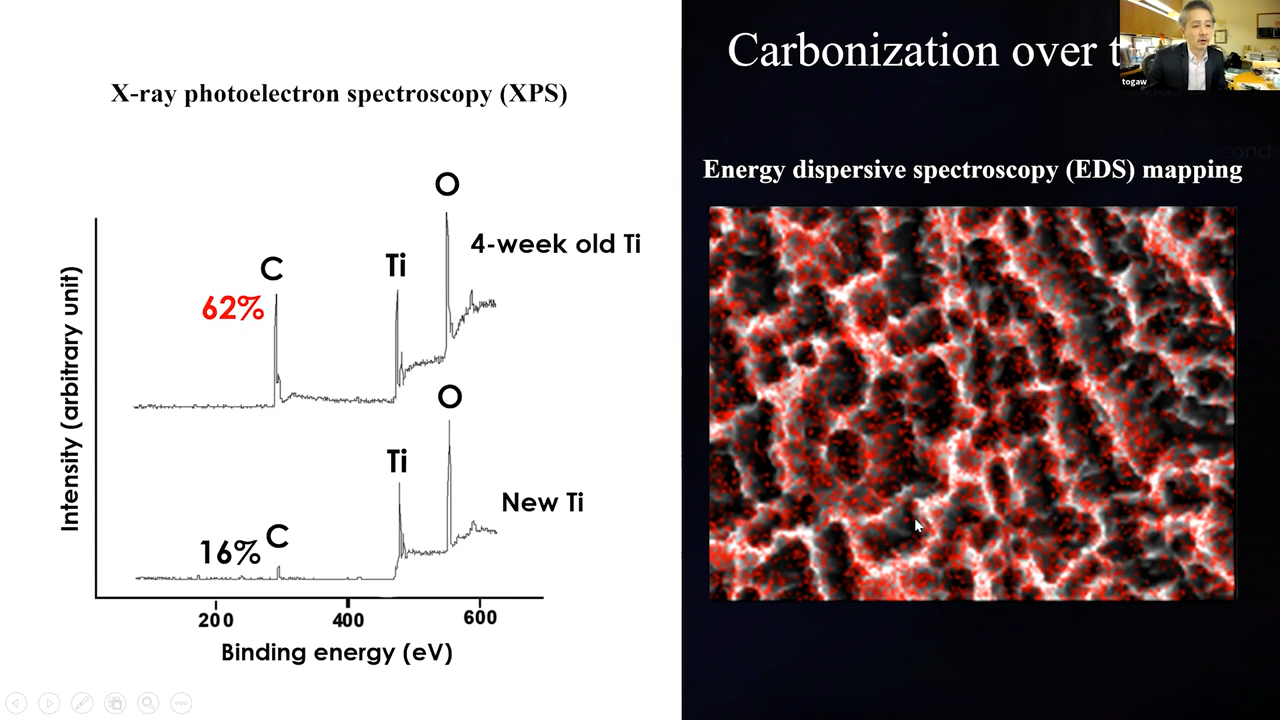 X-ray photoelectron spectroscopy (XPS)
O
4-week old Ti
C
Ti
62%
O
Ti
New Ti
16%
C
Intensity (arbitrary unit)
200
400
600
Binding energy (eV)
Carbonization over
togaw
Energy dispersive spectroscopy (EDS) mapping